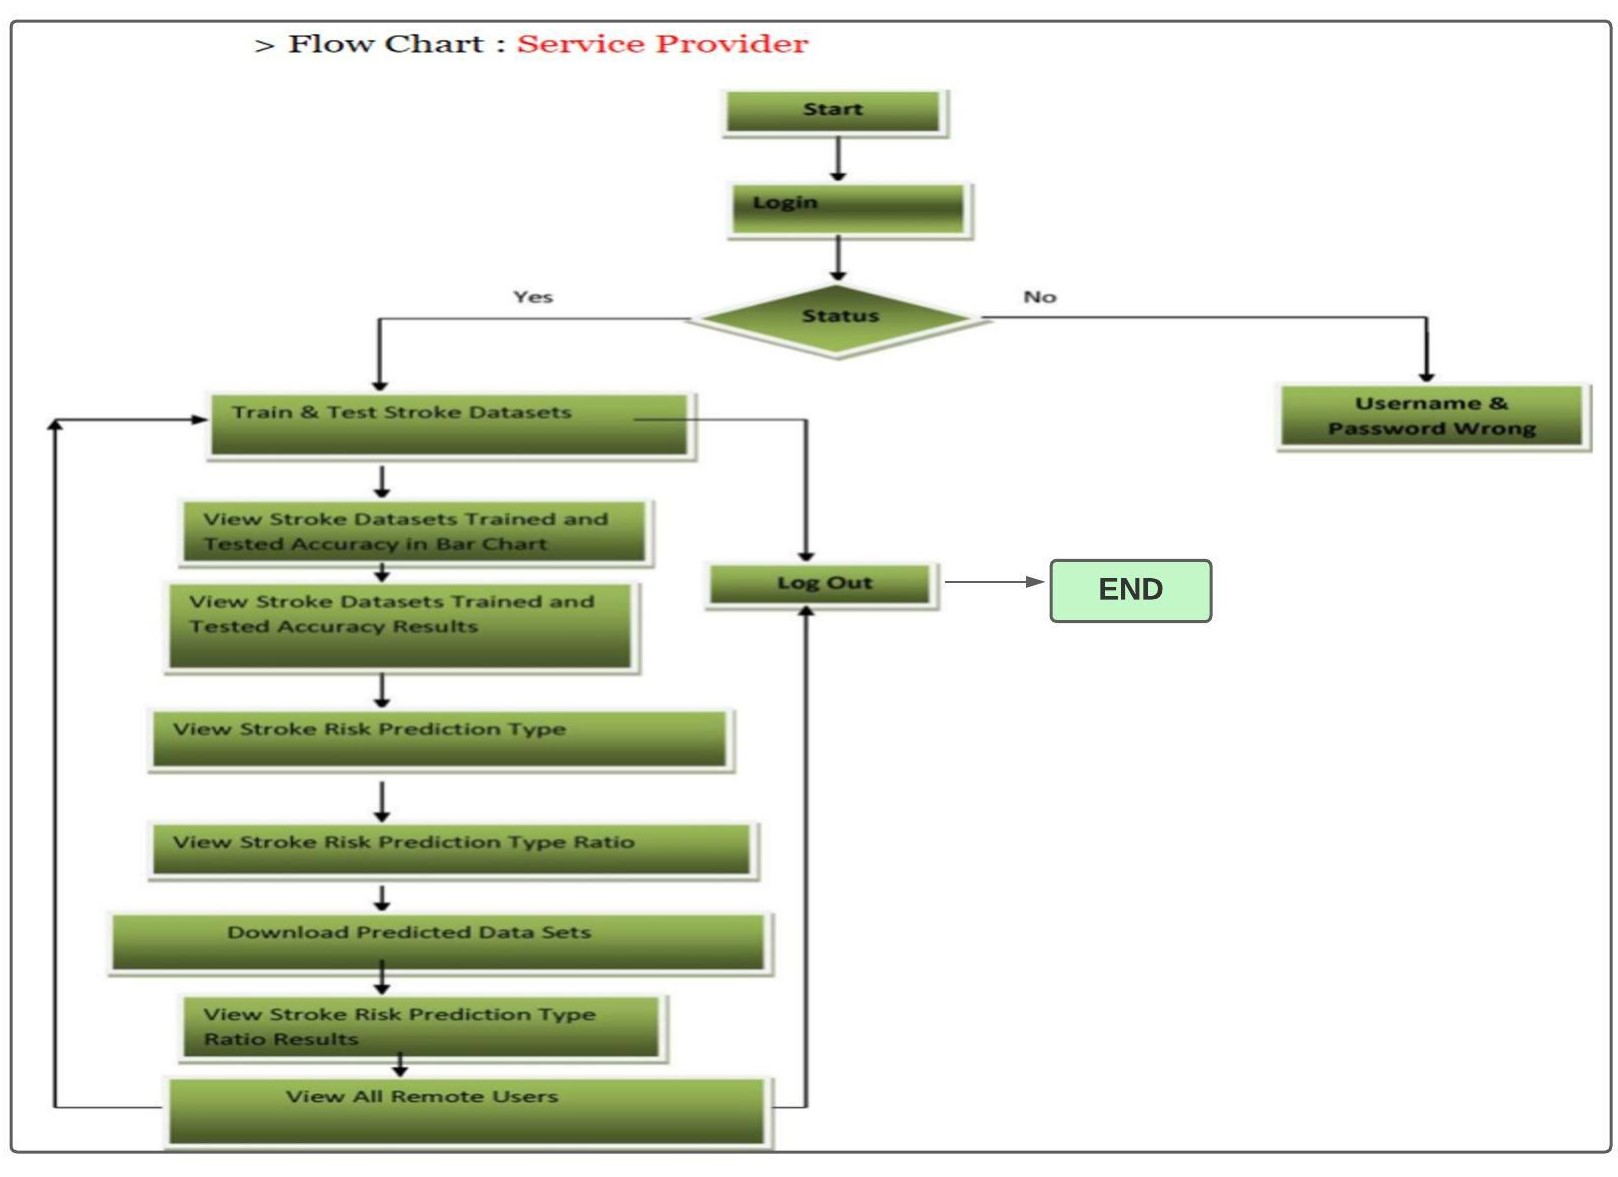 > Flow Chart : Service Provider
Start
Login
Status
Yes
No
Train & Test Stroke Datasets
Username &
Password Wrong
View Stroke Datasets Trained and
Tested Accuracy in Bar Chart
Log Out
END
View Stroke Datasets Trained and
Tested Accuracy Results
View Stroke Risk Prediction Type
View Stroke Risk Prediction Type Ratio
Download Predicted Data Sets
View Stroke Risk Prediction Type
Ratio Results
View All Remote Users